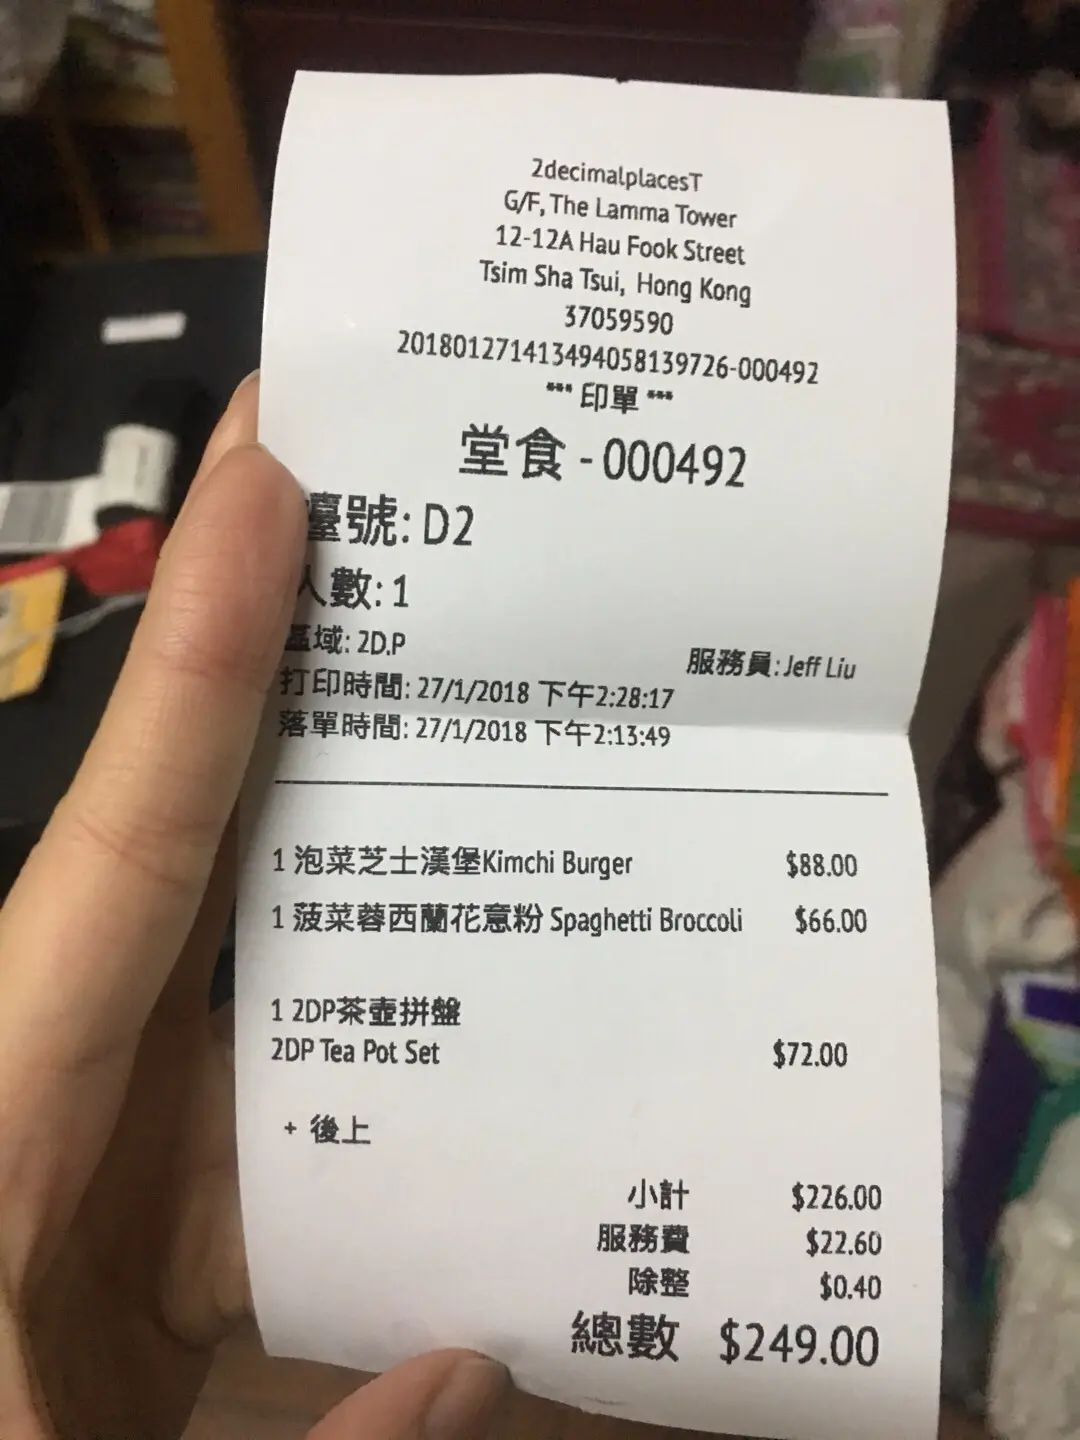 2decimalplacesT
G/F, The Lamma Tower
12-12A Hau Fook Street
Tsim Sha Tsui, Hong Kong
37059590
201801271413494058139726-000492
*** 印單 ***
堂食 - 000492
檯號: D2
人數: 1
區域: 2D.P 服務員: Jeff Liu
打印時間: 27/1/2018 下午2:28:17
落單時間: 27/1/2018 下午2:13:49
1 泡菜芝士漢堡Kimchi Burger $88.00
1 菠菜蓉西蘭花意粉 Spaghetti Broccoli $66.00
1 2DP茶壺拼盤
2DP Tea Pot Set $72.00
+ 後上
小計 $226.00
服務費 $22.60
除整 $0.40
總數 $249.00